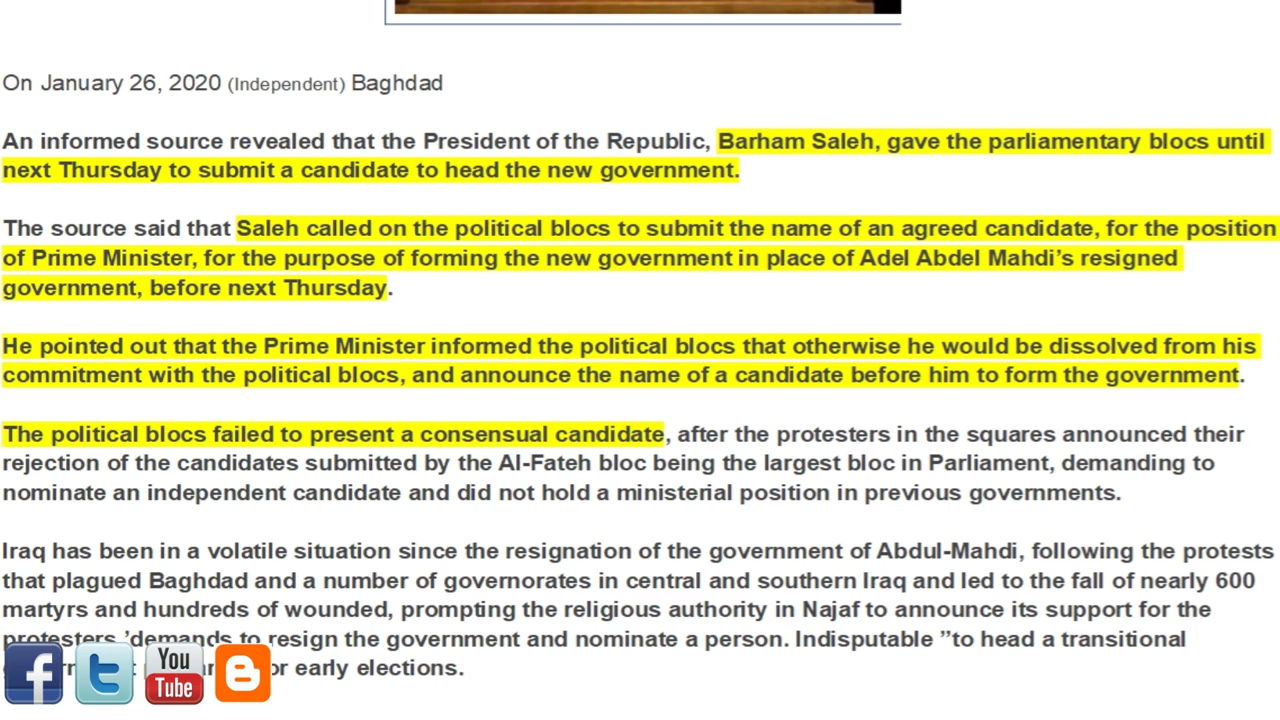 On January 26, 2020 (Independent) Baghdad
An informed source revealed that the President of the Republic, Barham Saleh, gave the parliamentary blocs until
next Thursday to submit a candidate to head the new government.
The source said that Saleh called on the political blocs to submit the name of an agreed candidate, for the position
of Prime Minister, for the purpose of forming the new government in place of Adel Abdel Mahdi’s resigned
government, before next Thursday.
He pointed out that the Prime Minister informed the political blocs that otherwise he would be dissolved from his
commitment with the political blocs, and announce the name of a candidate before him to form the government.
The political blocs failed to present a consensual candidate, after the protesters in the squares announced their
rejection of the candidates submitted by the Al-Fateh bloc being the largest bloc in Parliament, demanding to
nominate an independent candidate and did not hold a ministerial position in previous governments.
Iraq has been in a volatile situation since the resignation of the government of Abdul-Mahdi, following the protests
that plagued Baghdad and a number of governorates in central and southern Iraq and led to the fall of nearly 600
martyrs and hundreds of wounded, prompting the religious authority in Najaf to announce its support for the
protesters ’demands to resign the government and nominate a person. Indisputable ”to head a transitional
or early elections.
You
Tube